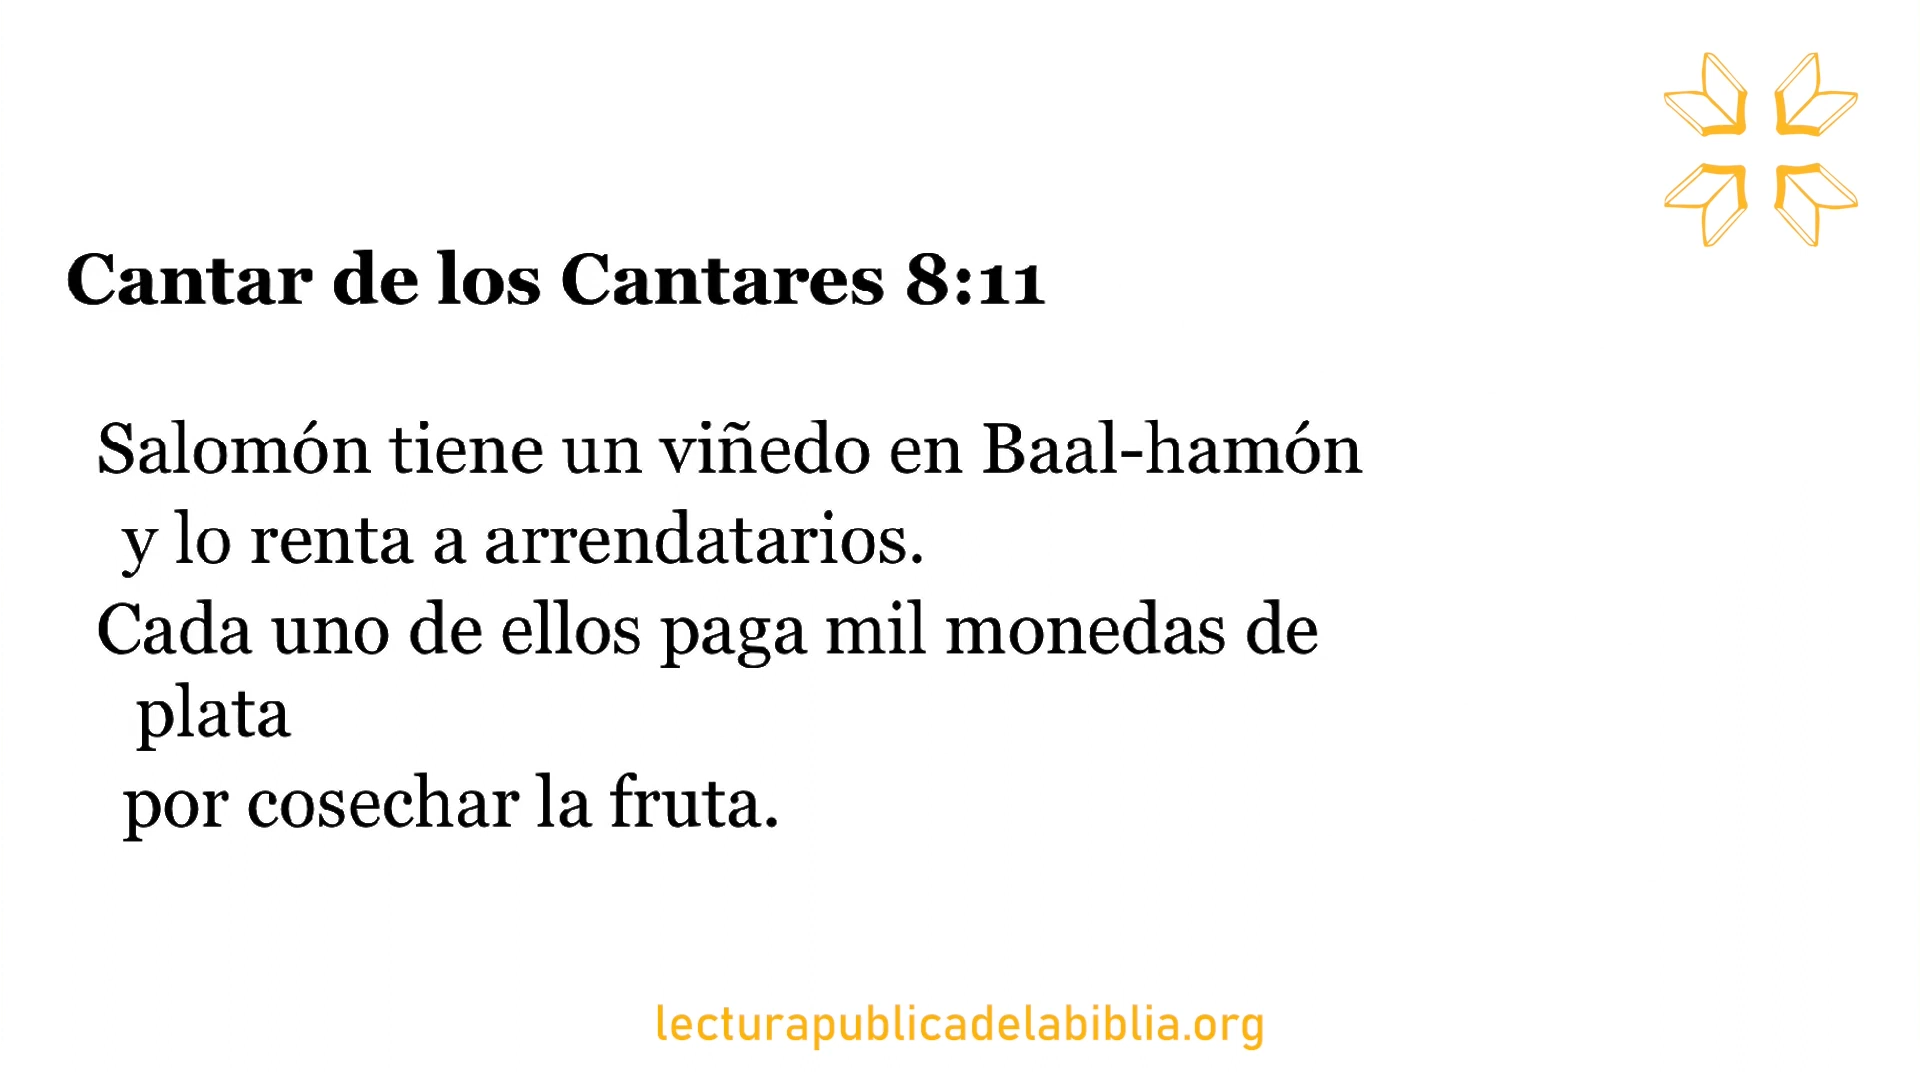 Cantar de los Cantares 8:11
Salomón tiene un viñedo en Baal-hamón
y lo renta a arrendatarios.
Cada uno de ellos paga mil monedas de
plata
por cosechar la fruta.
lecturapublicadelabiblia.org